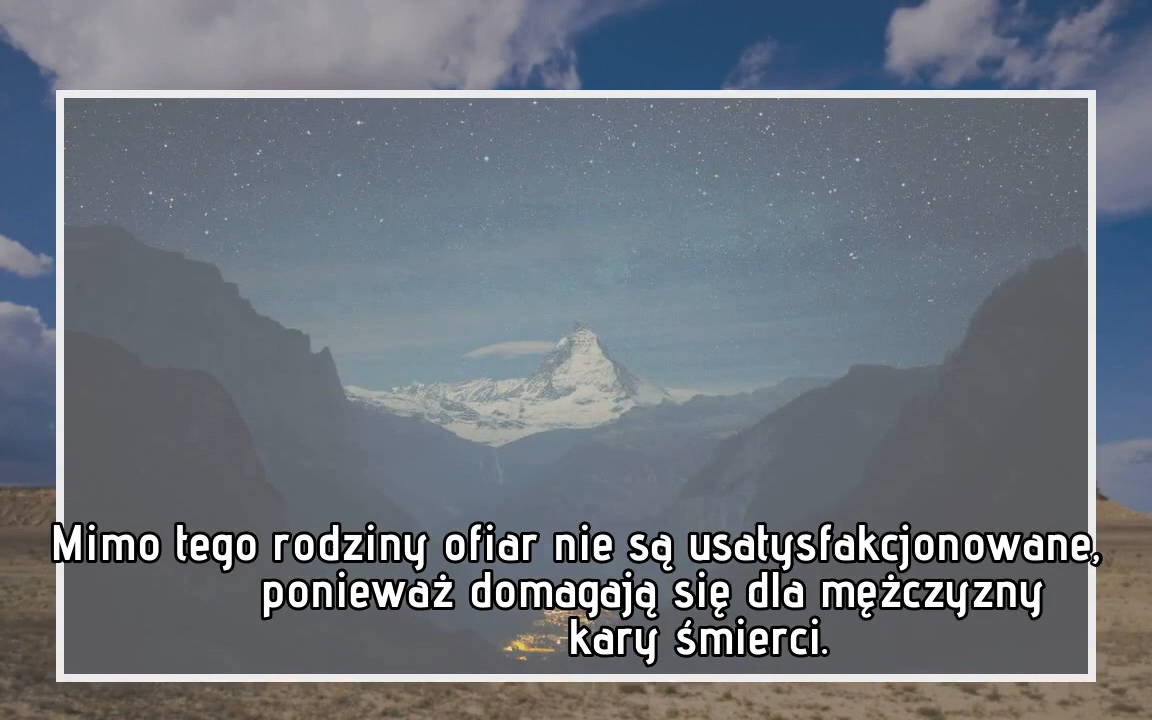 Mimo tego rodziny ofiar nie są usatysfakcjonowane,
ponieważ domagają się dla mężczyzny
kary śmierci.